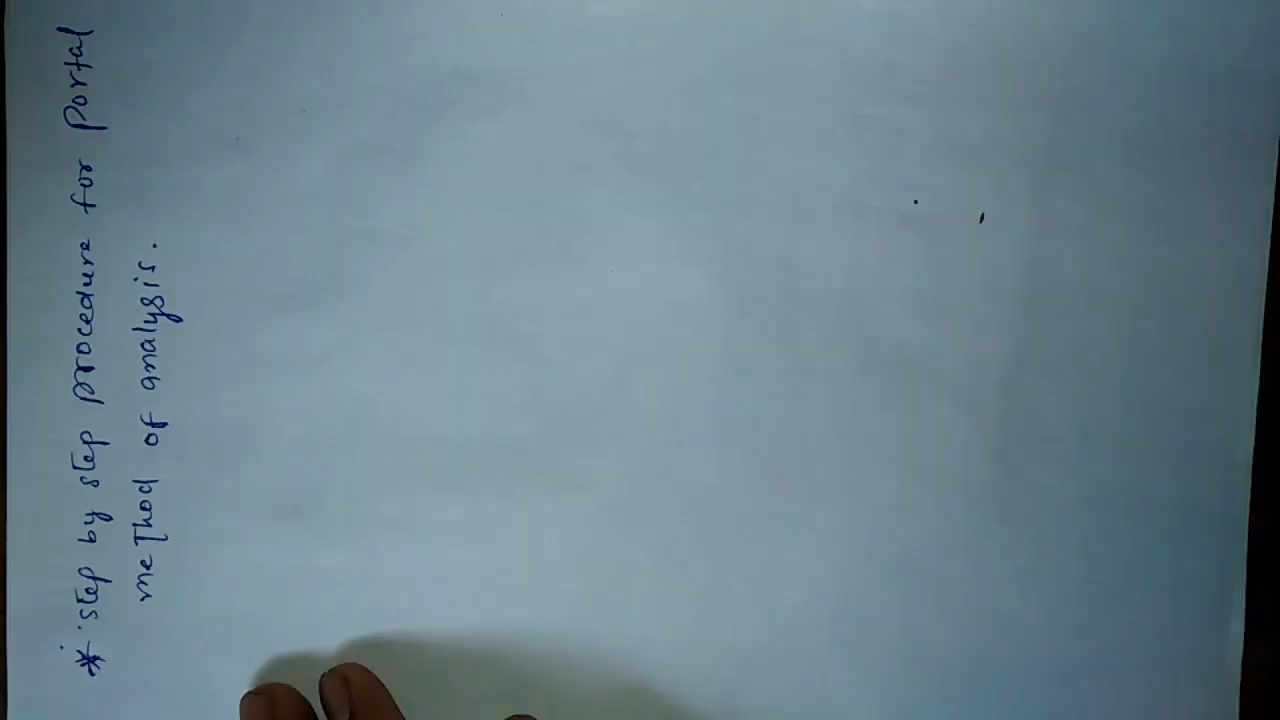 * step by step procedure for Portal
method of analysis.